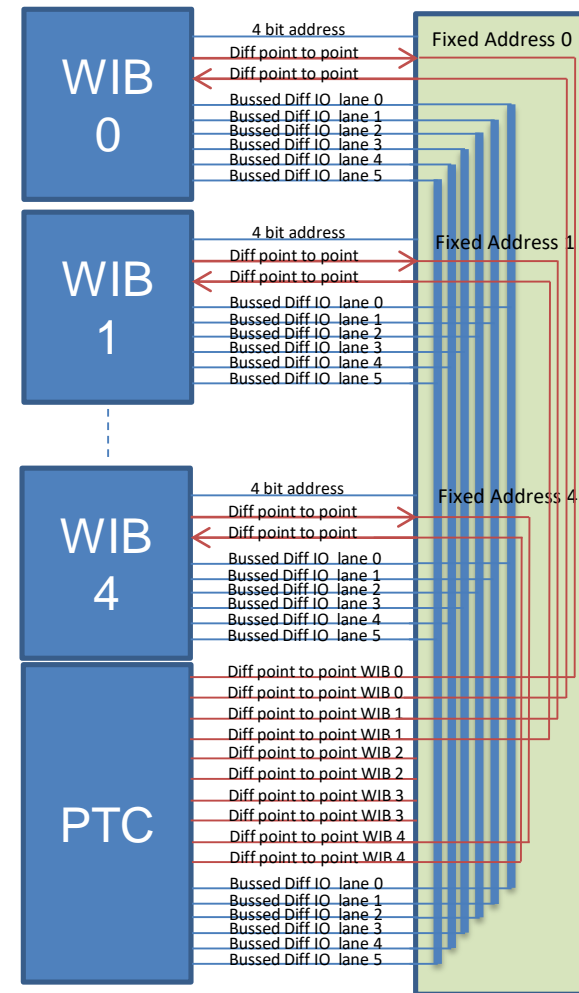 WIB
0
4 bit address
Diff point to point
Diff point to point
Bussed Diff IO lane 0
Bussed Diff IO lane 1
Bussed Diff IO lane 2
Bussed Diff IO lane 3
Bussed Diff IO lane 4
Bussed Diff IO lane 5
Fixed Address 0
WIB
1
4 bit address
Diff point to point
Diff point to point
Bussed Diff IO lane 0
Bussed Diff IO lane 1
Bussed Diff IO lane 2
Bussed Diff IO lane 3
Bussed Diff IO lane 4
Bussed Diff IO lane 5
Fixed Address 1
WIB
4
4 bit address
Diff point to point
Diff point to point
Bussed Diff IO lane 0
Bussed Diff IO lane 1
Bussed Diff IO lane 2
Bussed Diff IO lane 3
Bussed Diff IO lane 4
Bussed Diff IO lane 5
Fixed Address 4
PTC
Diff point to point WIB 0
Diff point to point WIB 0
Diff point to point WIB 1
Diff point to point WIB 1
Diff point to point WIB 2
Diff point to point WIB 2
Diff point to point WIB 3
Diff point to point WIB 3
Diff point to point WIB 4
Diff point to point WIB 4
Bussed Diff IO lane 0
Bussed Diff IO lane 1
Bussed Diff IO lane 2
Bussed Diff IO lane 3
Bussed Diff IO lane 4
Bussed Diff IO lane 5